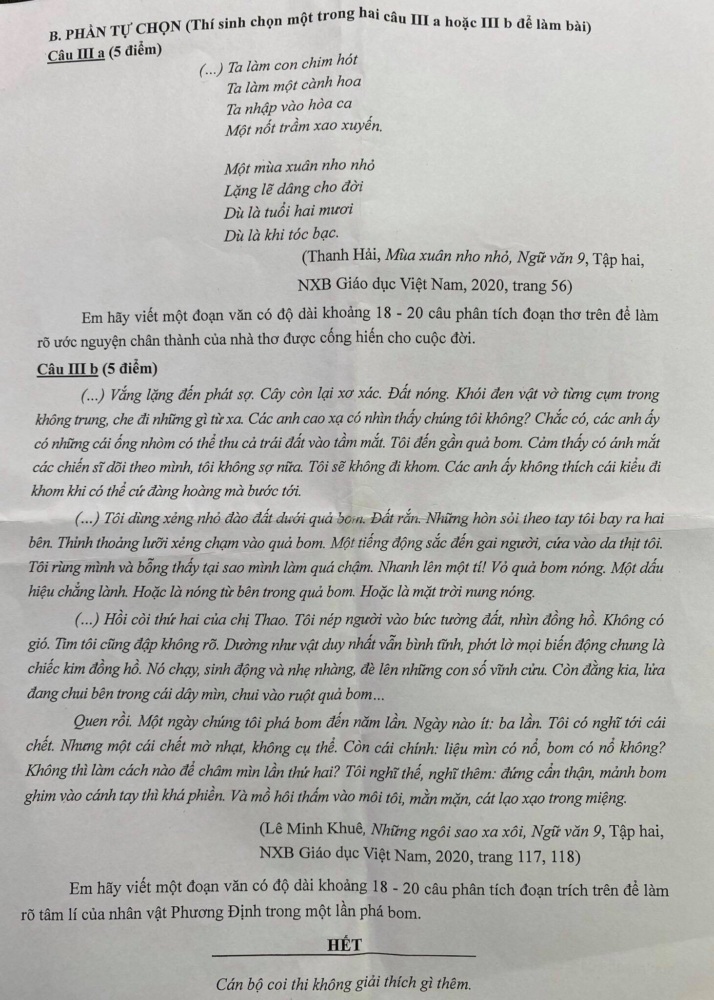 B. PHẦN TỰ CHỌN (Thí sinh chọn một trong hai câu III a hoặc III b để làm bài)
Câu III a (5 điểm)
(...) Ta làm con chim hót
Ta làm một cành hoa
Ta nhập vào hòa ca
Một nốt trầm xao xuyến.
Một mùa xuân nho nhỏ
Lặng lẽ dâng cho đời
Dù là tuổi hai mươi
Dù là khi tóc bạc.
(Thanh Hải, Mùa xuân nho nhỏ, Ngữ văn 9, Tập hai,
NXB Giáo dục Việt Nam, 2020, trang 56)
Em hãy viết một đoạn văn có độ dài khoảng 18 - 20 câu phân tích đoạn thơ trên để làm
rõ ước nguyện chân thành của nhà thơ được cống hiến cho cuộc đời.
Câu III b (5 điểm)
(...) Vắng lặng đến phát sợ. Cây còn lại xơ xác. Đất nóng. Khói đen vật vờ từng cụm trong
không trung, che đi những gì từ xa. Các anh cao xạ có nhìn thấy chúng tôi không? Chắc có, các anh ấy
có những cái ống nhòm có thể thu cả trái đất vào tầm mắt. Tôi đến gần quả bom. Cảm thấy có ánh mắt
các chiến sĩ dõi theo mình, tôi không sợ nữa. Tôi sẽ không đi khom. Các anh ấy không thích cái kiểu đi
khom khi có thể cứ đàng hoàng mà bước tới.
(...) Tôi dùng xẻng nhỏ đào đất dưới quả bom. Đất rắn. Những hòn sỏi theo tay tôi bay ra hai
bên. Thỉnh thoảng lưỡi xẻng chạm vào quả bom. Một tiếng động sắc đến gai người, cứa vào da thịt tôi.
Tôi rùng mình và bỗng thấy tại sao mình làm quá chậm. Nhanh lên một tí! Vỏ quả bom nóng. Một dấu
hiệu chẳng lành. Hoặc là nóng từ bên trong quả bom. Hoặc là mặt trời nung nóng.
(...) Hồi còi thứ hai của chị Thao. Tôi nép người vào bức tường đất, nhìn đồng hồ. Không có
gió. Tim tôi cũng đập không rõ. Dường như vật duy nhất vẫn bình tĩnh, phớt lờ mọi biến động chung là
chiếc kim đồng hồ. Nó chạy, sinh động và nhẹ nhàng, đè lên những con số vĩnh cửu. Còn đằng kia, lửa
đang chui bên trong cái dây mìn, chui vào ruột quả bom...
Quen rồi. Một ngày chúng tôi phá bom đến năm lần. Ngày nào ít: ba lần. Tôi có nghĩ tới cái
chết. Nhưng một cái chết mờ nhạt, không cụ thể. Còn cái chính: liệu mìn có nổ, bom có nổ không?
Không thì làm cách nào để châm mìn lần thứ hai? Tôi nghĩ thế, nghĩ thêm: đứng cẩn thận, mảnh bom
ghim vào cánh tay thì khá phiền. Và mồ hôi thấm vào môi tôi, mằn mặn, cát lạo xạo trong miệng.
(Lê Minh Khuê, Những ngôi sao xa xôi, Ngữ văn 9, Tập hai,
NXB Giáo dục Việt Nam, 2020, trang 117, 118)
Em hãy viết một đoạn văn có độ dài khoảng 18 - 20 câu phân tích đoạn trích trên để làm
rõ tâm lí của nhân vật Phương Định trong một lần phá bom.
HẾT
Cán bộ coi thi không giải thích gì thêm.